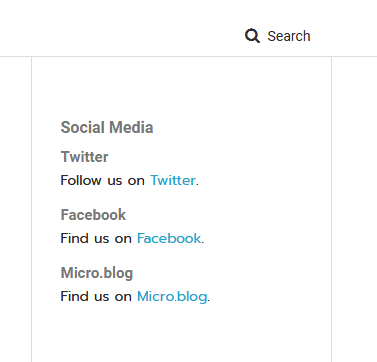 Search
Social Media
Twitter
Follow us on Twitter.
Facebook
Find us on Facebook.
Micro.blog
Find us on Micro.blog.